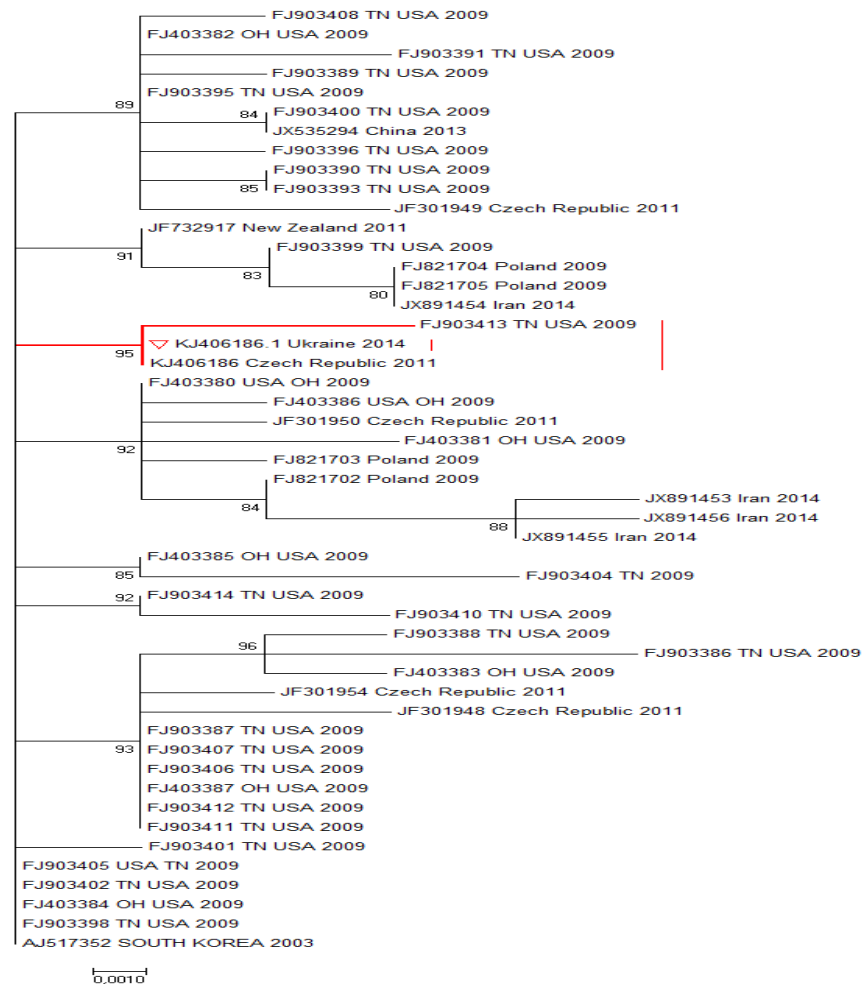 FJ903408 TN USA 2009
FJ403382 OH USA 2009
FJ903391 TN USA 2009
FJ903389 TN USA 2009
FJ903395 TN USA 2009
89
84
FJ903400 TN USA 2009
JX535294 China 2013
FJ903396 TN USA 2009
FJ903390 TN USA 2009
85
FJ903393 TN USA 2009
JF301949 Czech Republic 2011
JF732917 New Zealand 2011
FJ903399 TN USA 2009
91
FJ821704 Poland 2009
83
FJ821705 Poland 2009
80
JX891454 Iran 2014
FJ903413 TN USA 2009
KJ406186.1 Ukraine 2014
95
KJ406186 Czech Republic 2011
FJ403380 USA OH 2009
FJ403386 USA OH 2009
JF301950 Czech Republic 2011
FJ403381 OH USA 2009
92
FJ821703 Poland 2009
FJ821702 Poland 2009
84
JX891453 Iran 2014
JX891456 Iran 2014
88
JX891455 Iran 2014
FJ403385 OH USA 2009
85
FJ903404 TN 2009
92
FJ903414 TN USA 2009
FJ903410 TN USA 2009
FJ903388 TN USA 2009
96
FJ903386 TN USA 2009
FJ403383 OH USA 2009
JF301954 Czech Republic 2011
JF301948 Czech Republic 2011
FJ903387 TN USA 2009
93
FJ903407 TN USA 2009
FJ903406 TN USA 2009
FJ403387 OH USA 2009
FJ903412 TN USA 2009
FJ903411 TN USA 2009
FJ903401 TN USA 2009
FJ903405 USA TN 2009
FJ903402 TN USA 2009
FJ403384 OH USA 2009
FJ903398 TN USA 2009
AJ517352 SOUTH KOREA 2003
0,0010